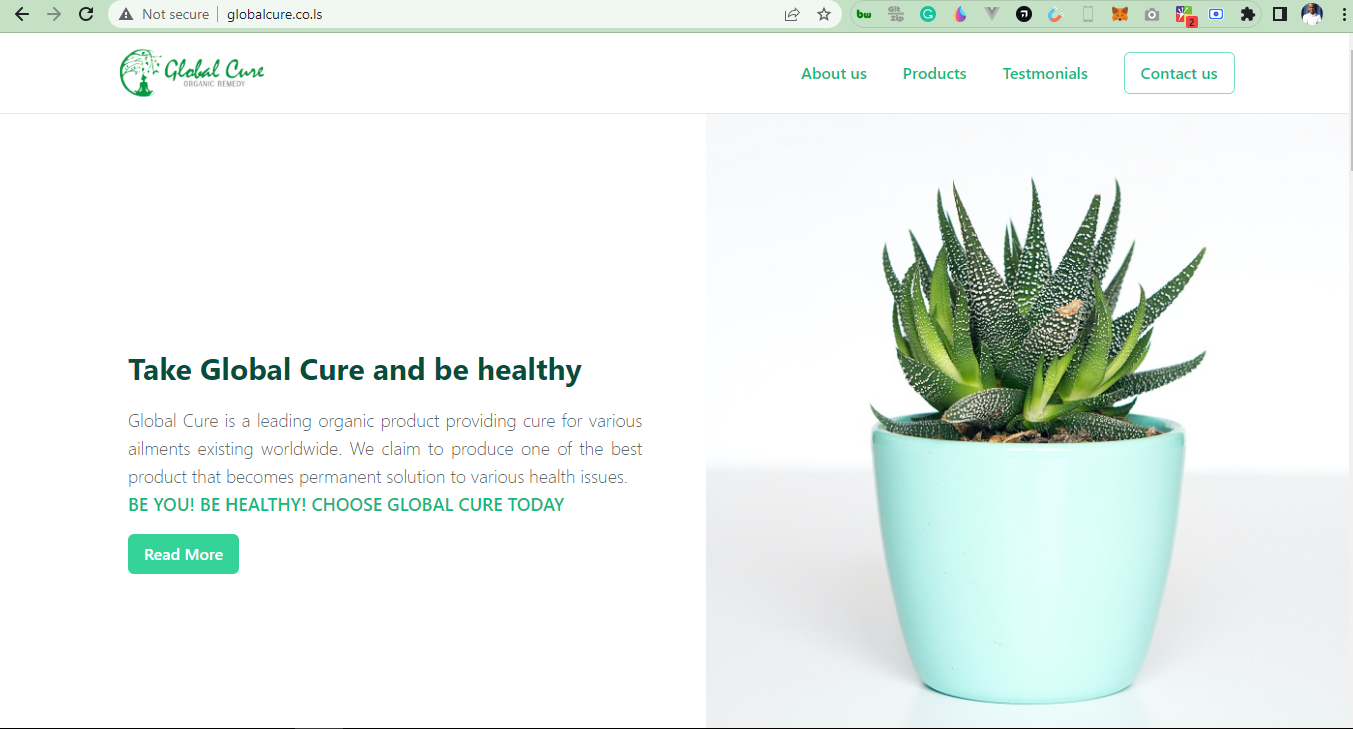 Not secure globalcure.co.ls
2
Global Cure
ORGANIC REMEDY
About us Products Testmonials Contact us
Take Global Cure and be healthy
Global Cure is a leading organic product providing cure for various
ailments existing worldwide. We claim to produce one of the best
product that becomes permanent solution to various health issues.
BE YOU! BE HEALTHY! CHOOSE GLOBAL CURE TODAY
Read More